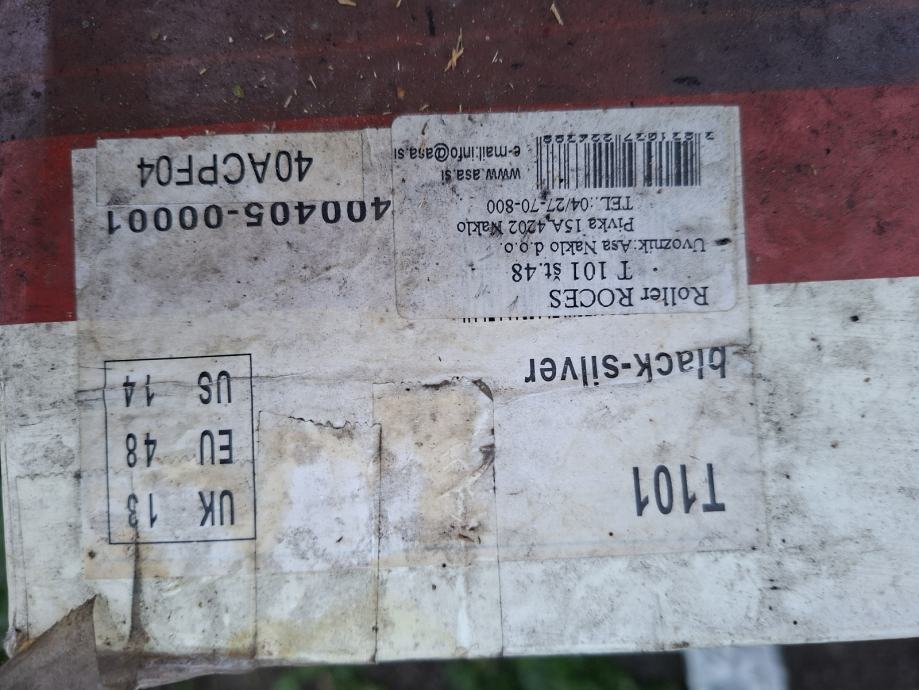 T101
UK 13
EU 48
US 14
black-silver
Roller ROCES
T 101 št.48
Uvoznik:Asa Naklo d.o.o.
Pivka 15A,4202 Naklo
TEL.:04/27-70-800
www.asa.si
e-mail:info@asa.si
400405-00001
40ACPF04